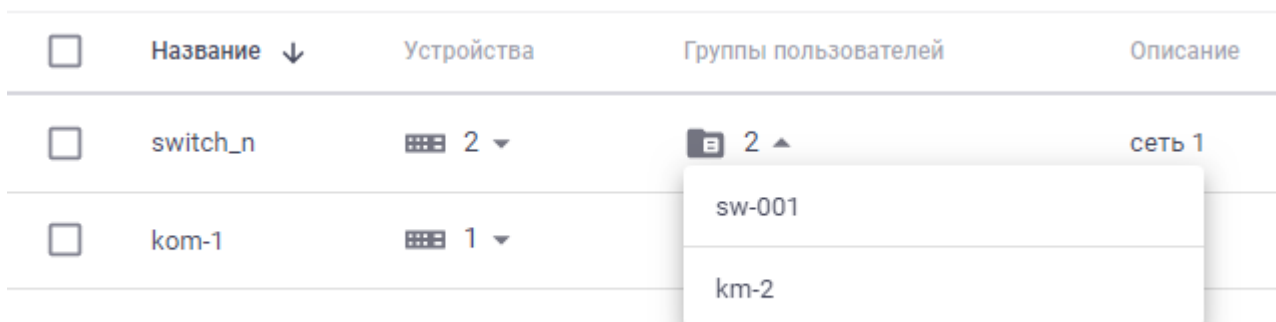 Название Устройства Группы пользователей Описание
switch_n 2 2 сеть 1
sw-001
kom-1 1
km-2